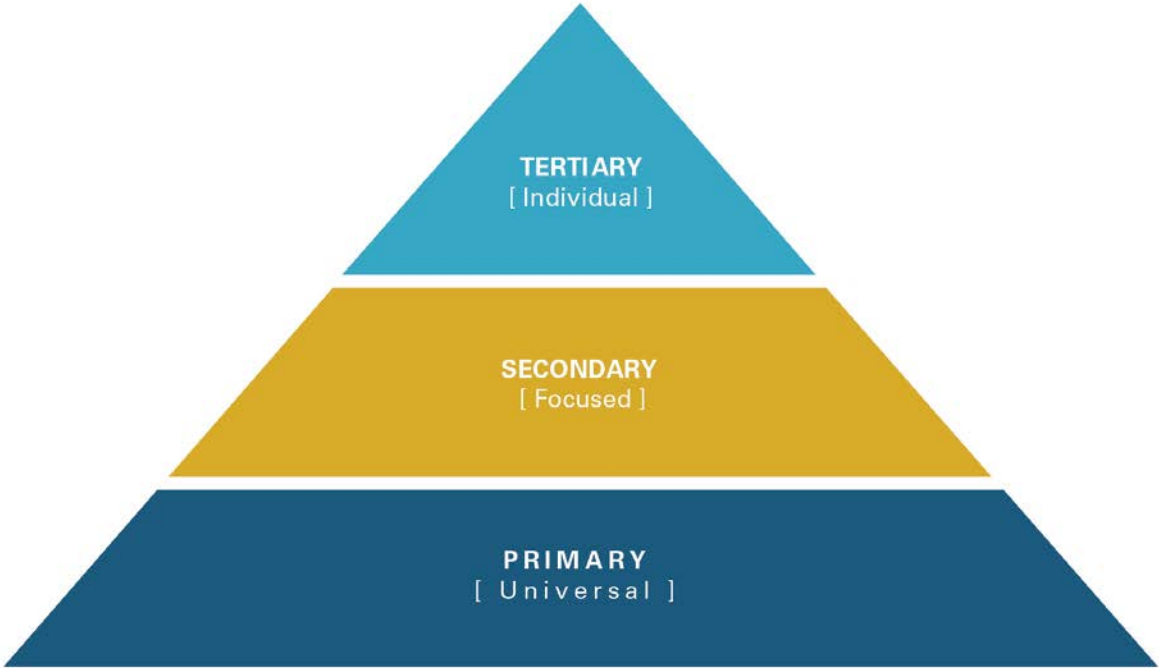 TERTIARY
[ Individual ]
SECONDARY
[ Focused ]
PRIMARY
[ Universal ]